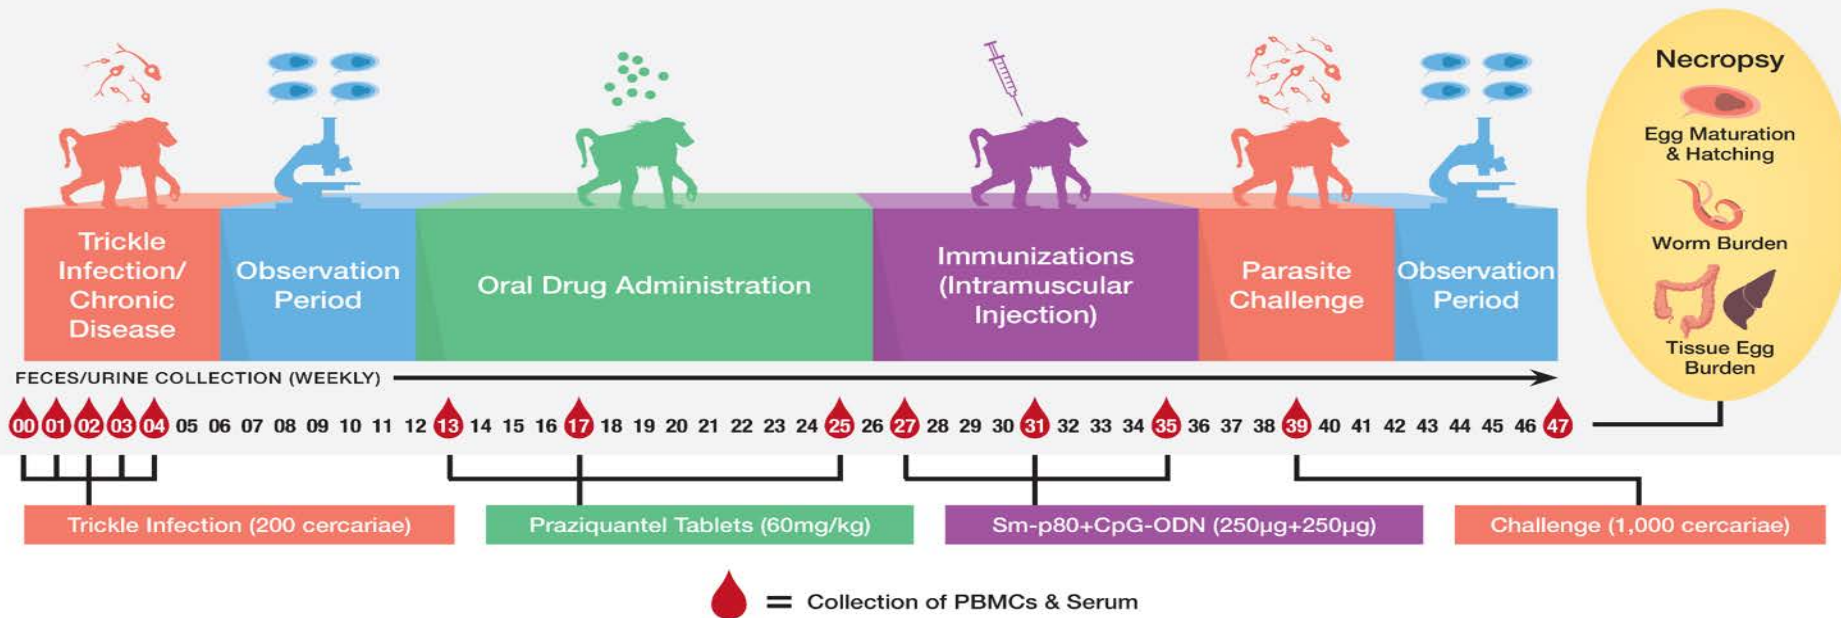 Trickle
Infection/
Chronic
Disease
Observation
Period
Oral Drug Administration
Immunizations
(Intramuscular
Injection)
Parasite
Challenge
Observation
Period
Necropsy
Egg Maturation
& Hatching
Worm Burden
Tissue Egg
Burden
FECES/URINE COLLECTION (WEEKLY)
00 01 02 03 04 05 06 07 08 09 10 11 12 13 14 15 16 17 18 19 20 21 22 23 24 25 26 27 28 29 30 31 32 33 34 35 36 37 38 39 40 41 42 43 44 45 46 47
Trickle Infection (200 cercariae)
Praziquantel Tablets (60mg/kg)
Sm-p80+CpG-ODN (250µg+250µg)
Challenge (1,000 cercariae)
= Collection of PBMCs & Serum